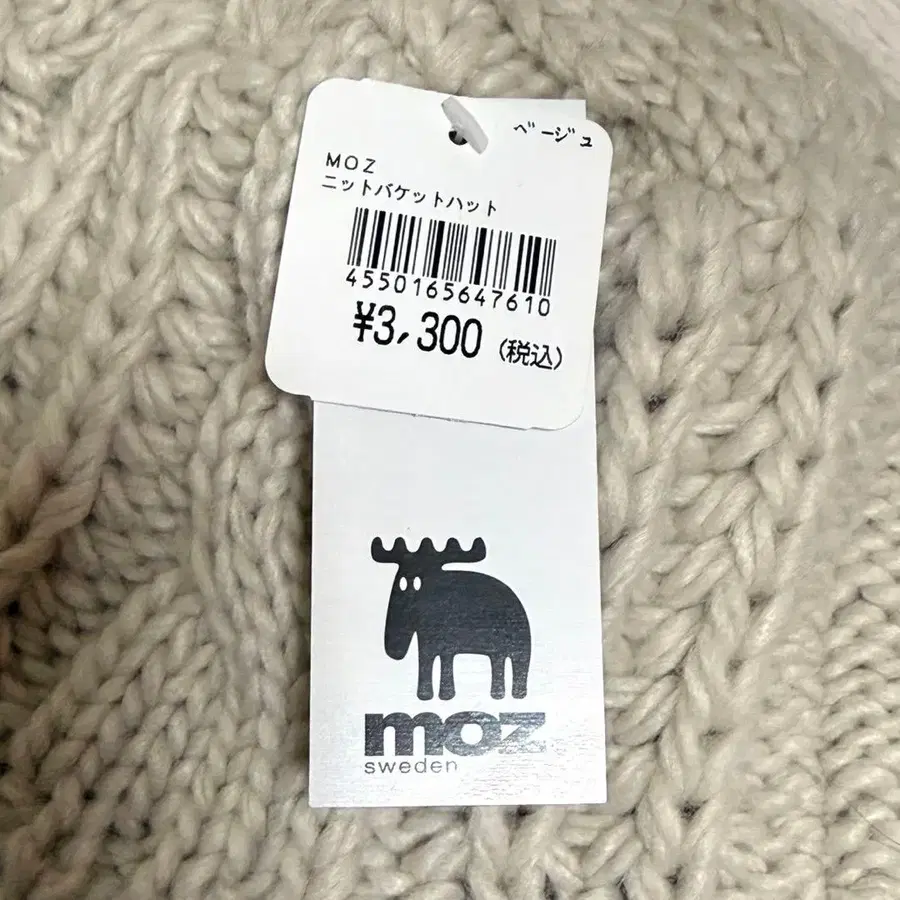 ベージュ
MOZ
ニットバケットハット
4550165647610
¥3,300 (税込)
moz
sweden